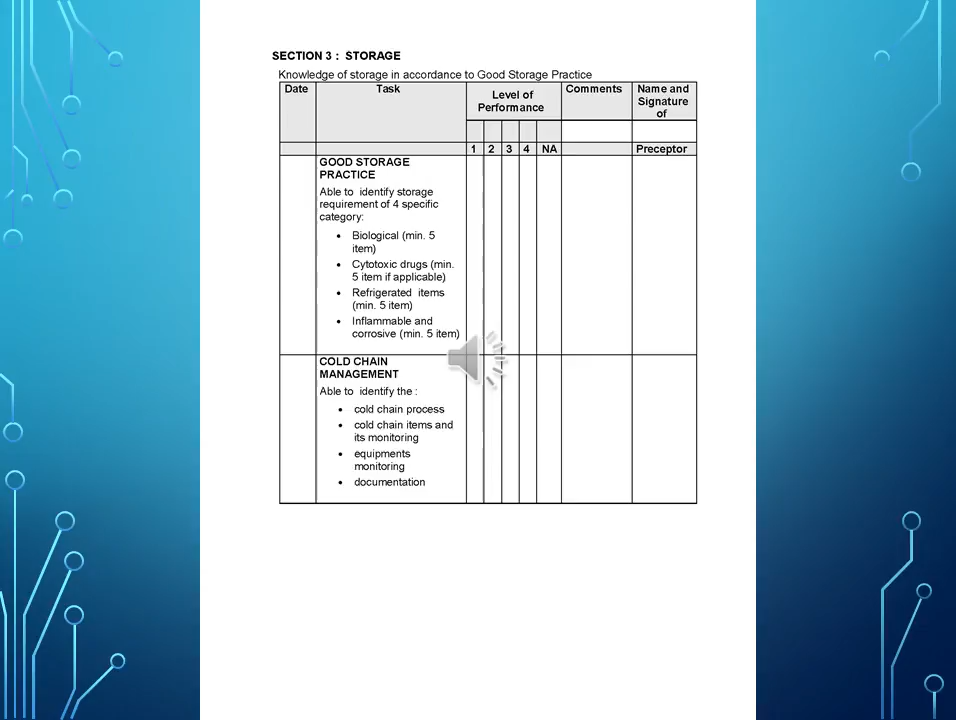 SECTION 3 : STORAGE
Knowledge of storage in accordance to Good Storage Practice
Date Task Level of Performance Comments Name and Signature of
1 2 3 4 NA Preceptor
GOOD STORAGE
PRACTICE
Able to identify storage
requirement of 4 specific
category:
• Biological (min. 5
item)
• Cytotoxic drugs (min.
5 item if applicable)
• Refrigerated items
(min. 5 item)
• Inflammable and
corrosive (min. 5 item)
COLD CHAIN
MANAGEMENT
Able to identify the :
• cold chain process
• cold chain items and
its monitoring
• equipments
monitoring
• documentation